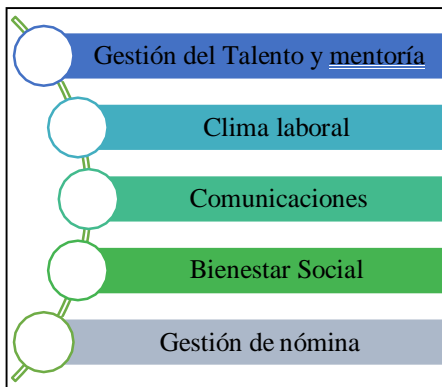 Gestión del Talento y mentoría
Clima laboral
Comunicaciones
Bienestar Social
Gestión de nómina